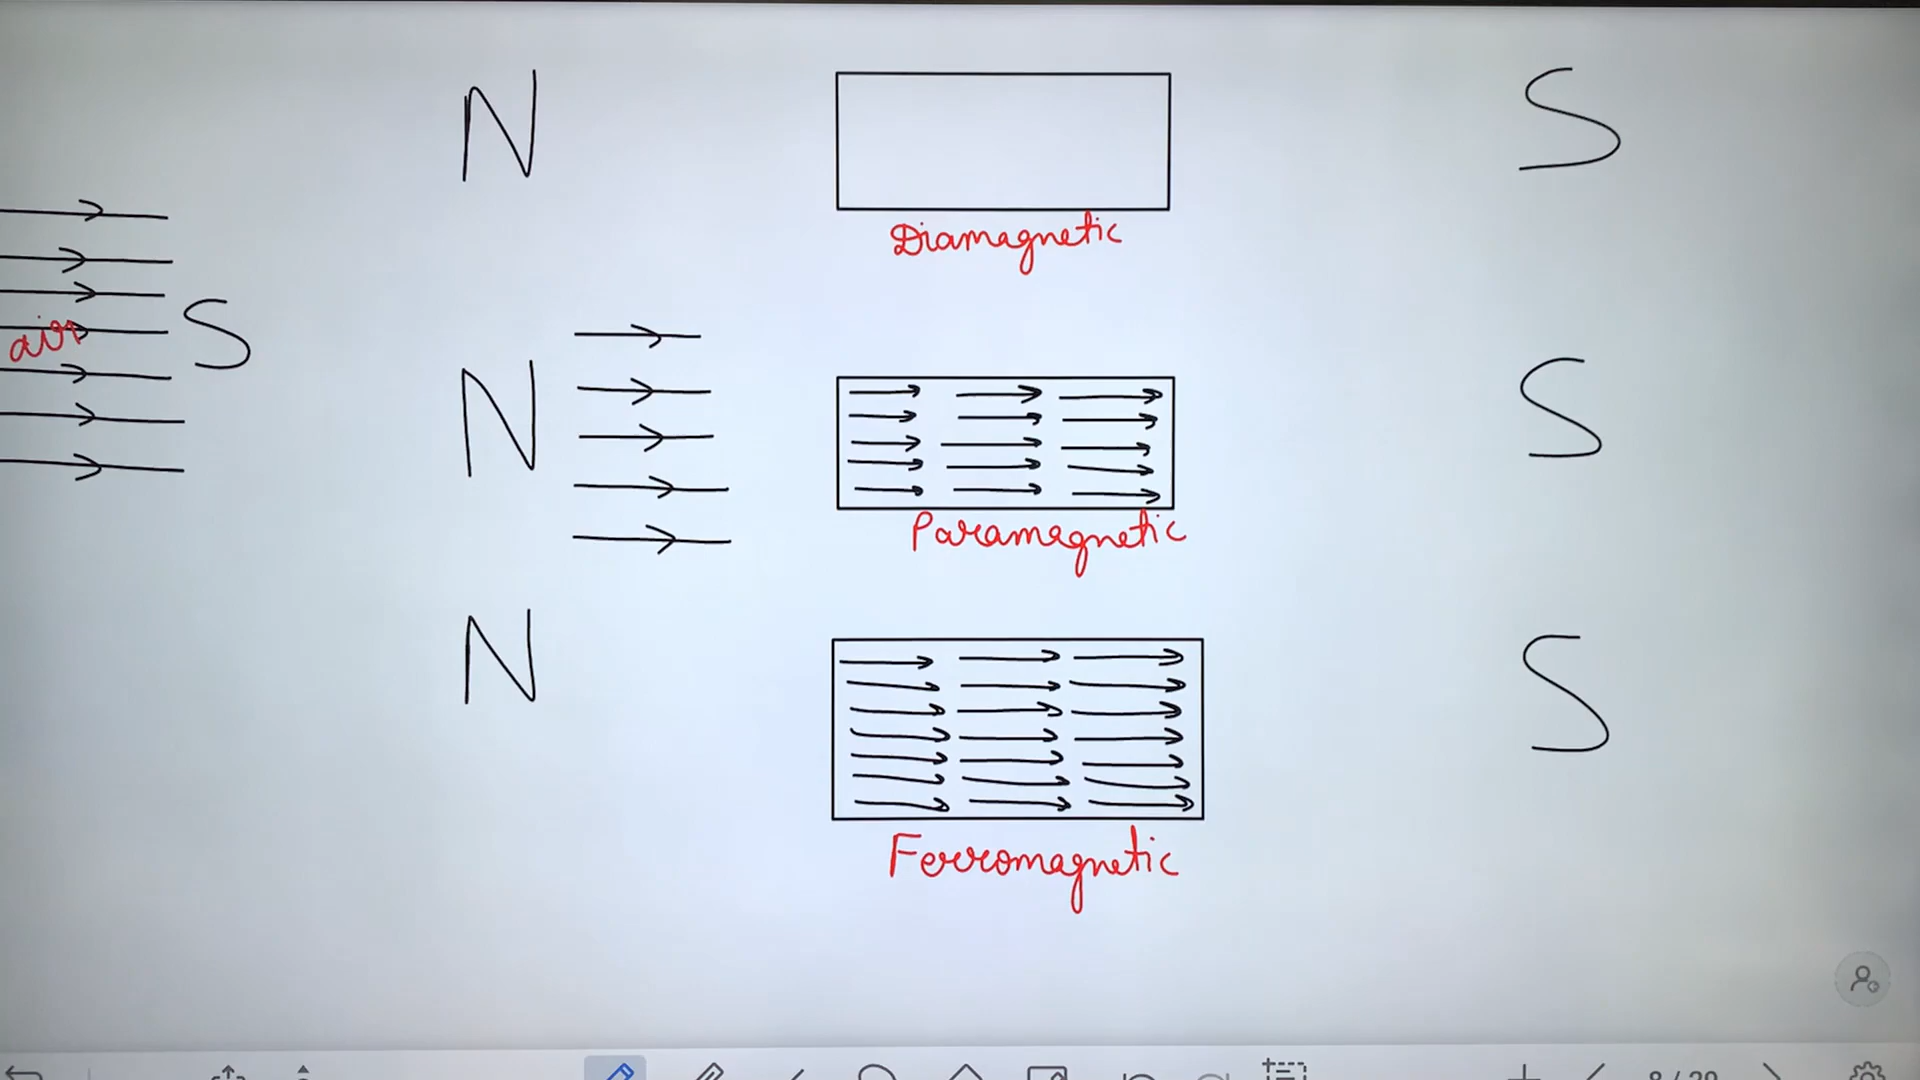 N S
Diamagnetic
air S
N S
Paramagnetic
N S
Ferromagnetic